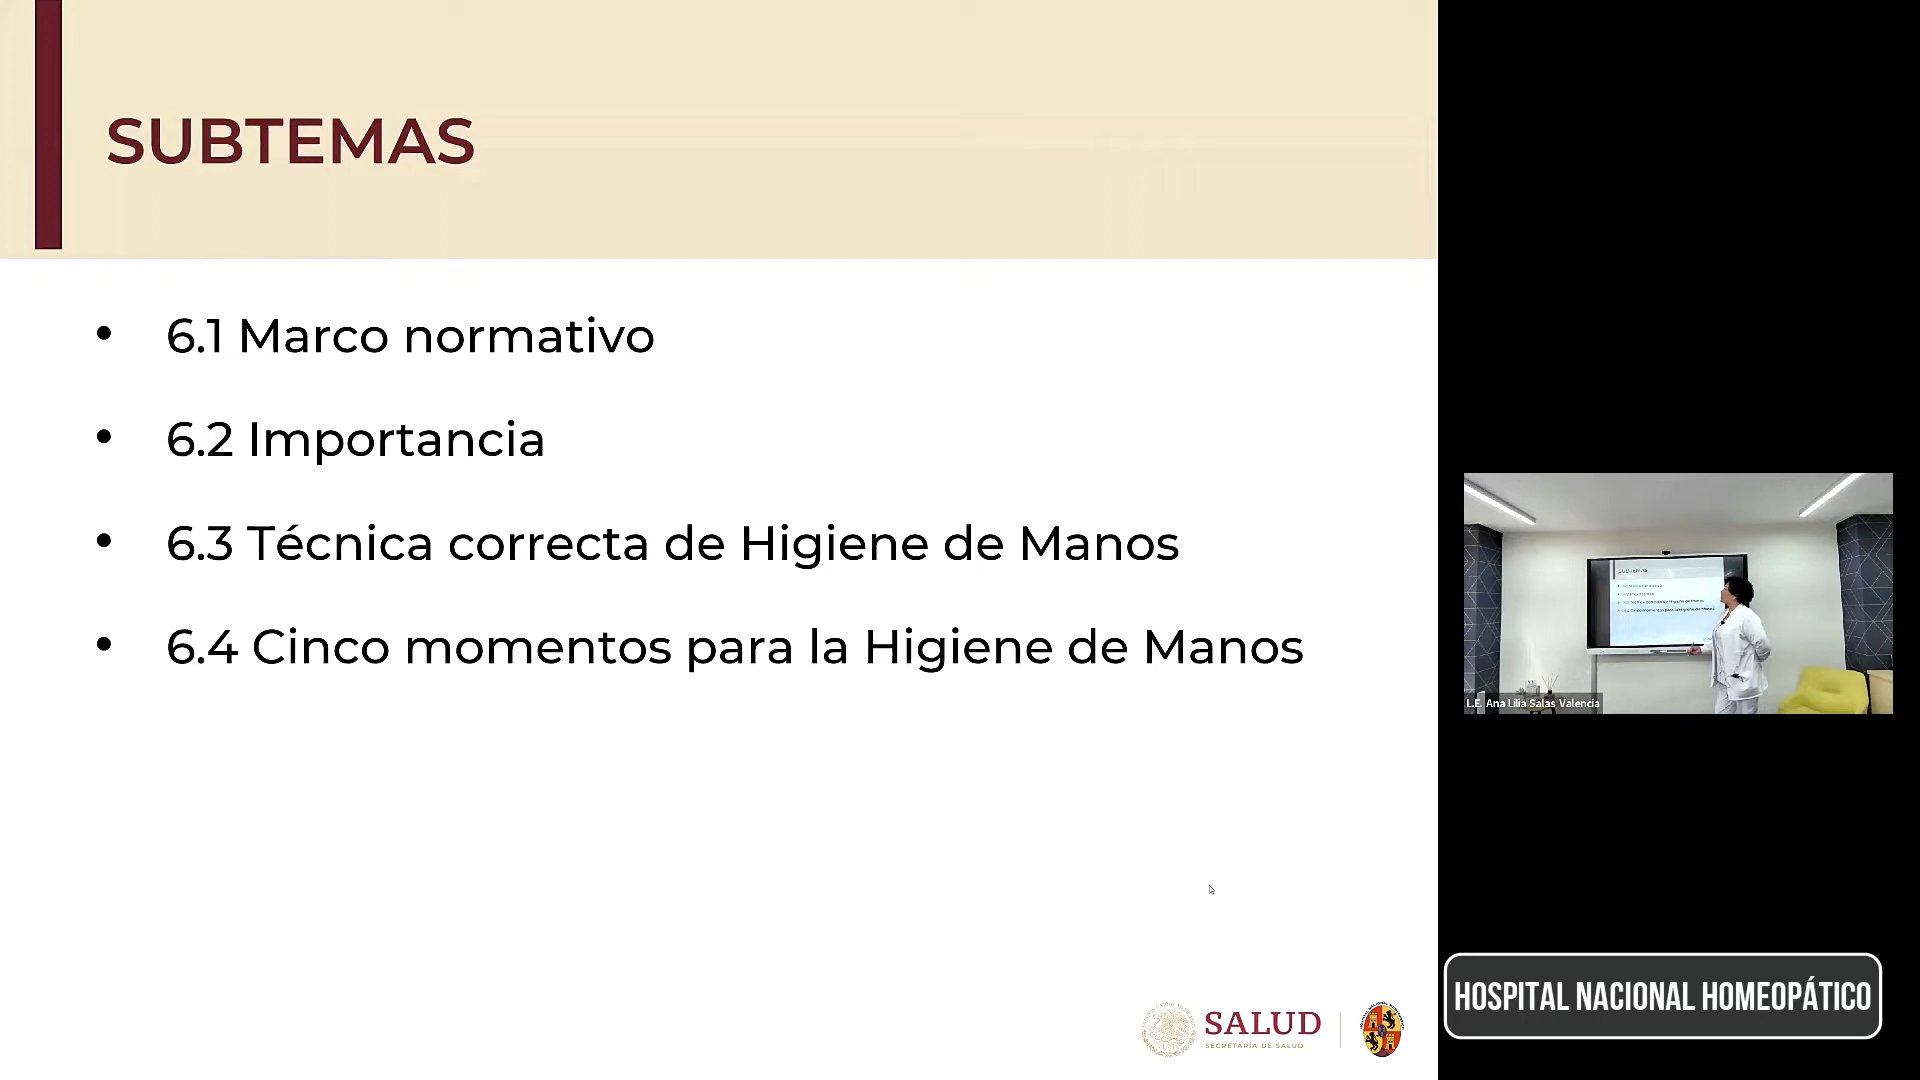 SUBTEMAS
• 6.1 Marco normativo
• 6.2 Importancia
• 6.3 Técnica correcta de Higiene de Manos
• 6.4 Cinco momentos para la Higiene de Manos
SUBTEMAS
L.E. Ana Lilia Salas Valencia
SALUD
SECRETARÍA DE SALUD
HOSPITAL NACIONAL HOMEOPÁTICO